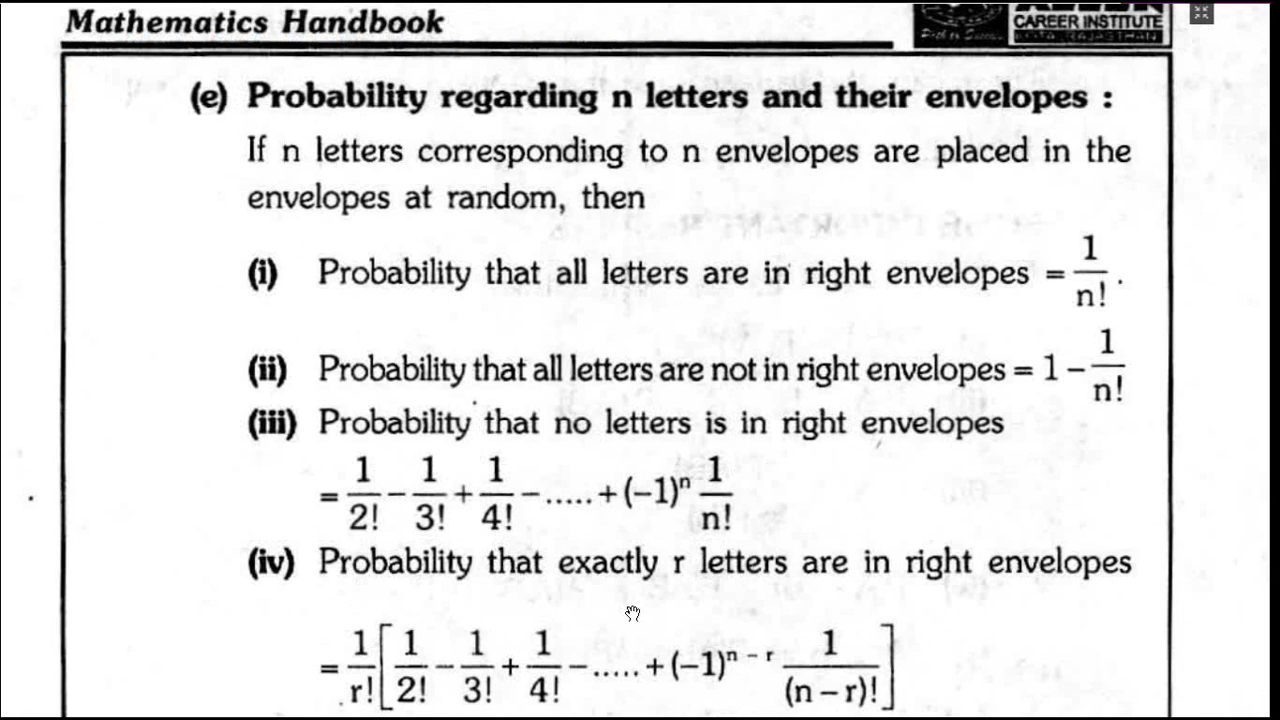 Mathematics Handbook
CAREER INSTITUTE
(e) Probability regarding n letters and their envelopes :
If n letters corresponding to n envelopes are placed in the
envelopes at random, then
(i) Probability that all letters are in right envelopes = 1/n! .
(ii) Probability that all letters are not in right envelopes = 1 − 1/n!
(iii) Probability that no letters is in right envelopes
= 1/2! − 1/3! + 1/4! − ..... + (−1)ⁿ 1/n!
(iv) Probability that exactly r letters are in right envelopes
= 1/r! [ 1/2! − 1/3! + 1/4! − ..... + (−1)ⁿ⁻ʳ 1/(n − r)! ]